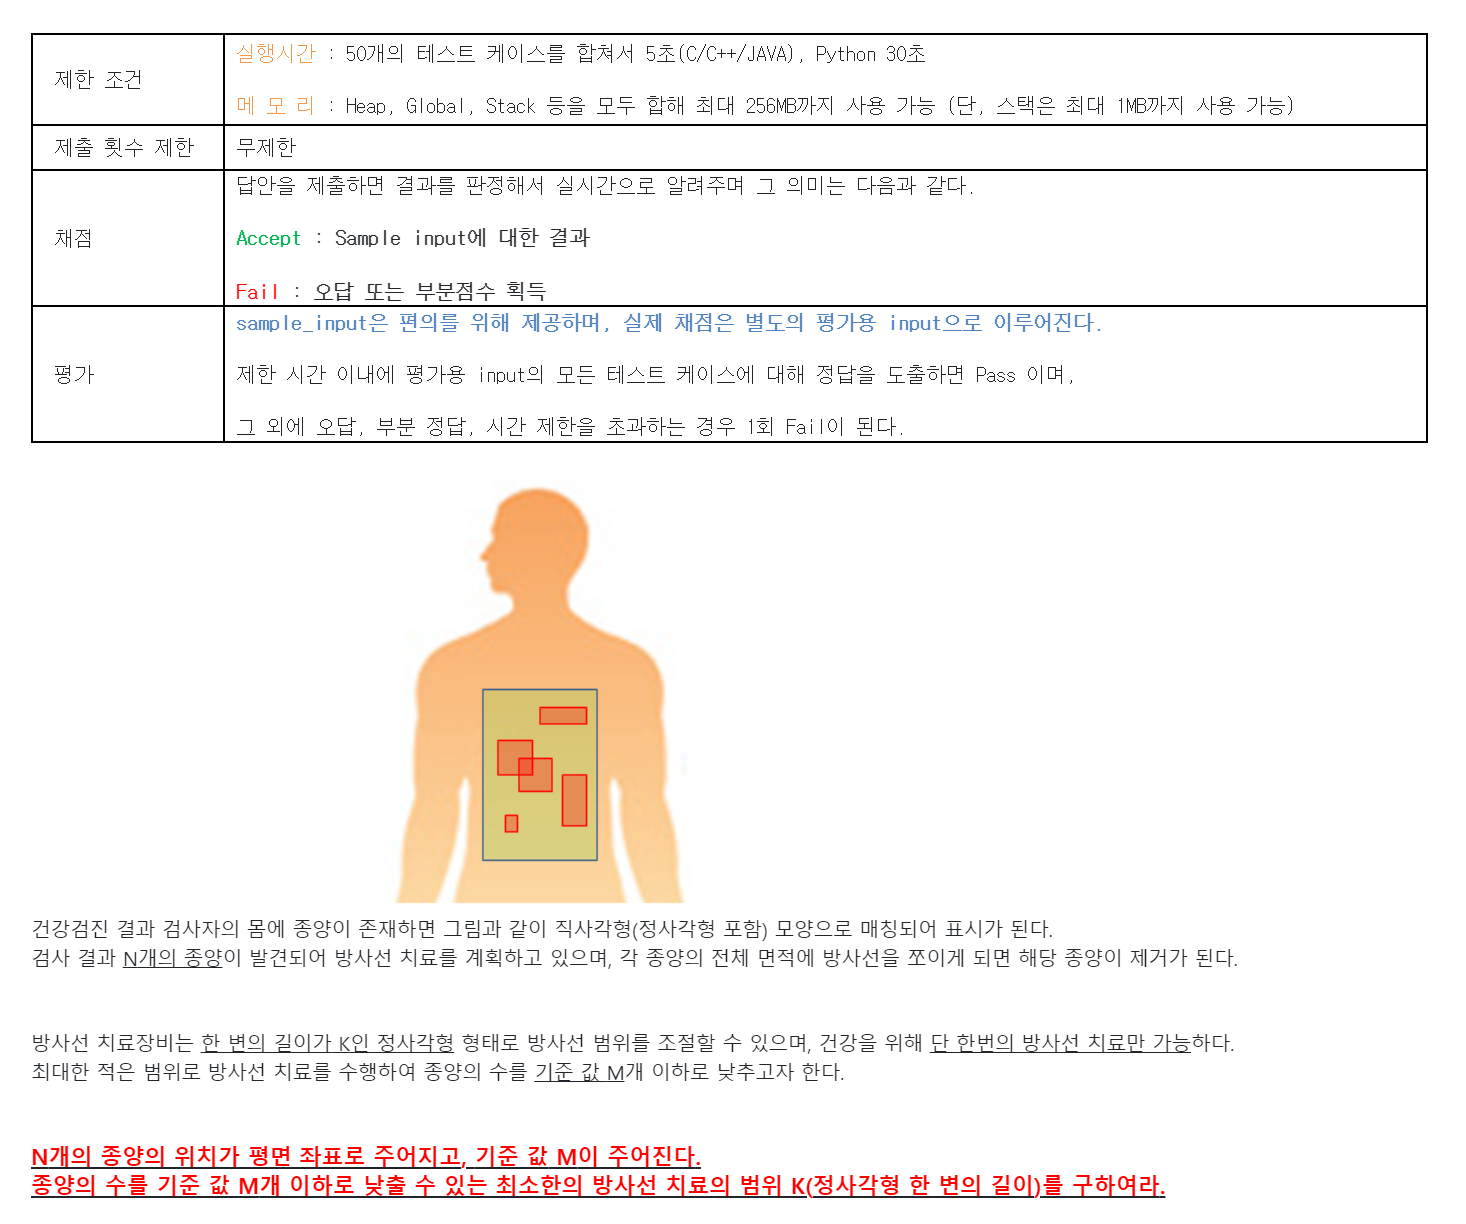 제한 조건
실행시간 : 50개의 테스트 케이스를 합쳐서 5초(C/C++/JAVA), Python 30초
메 모 리 : Heap, Global, Stack 등을 모두 합해 최대 256MB까지 사용 가능 (단, 스택은 최대 1MB까지 사용 가능)
제출 횟수 제한
무제한
채점
답안을 제출하면 결과를 판정해서 실시간으로 알려주며 그 의미는 다음과 같다.
Accept : Sample input에 대한 결과
Fail : 오답 또는 부분점수 획득
평가
sample_input은 편의를 위해 제공하며, 실제 채점은 별도의 평가용 input으로 이루어진다.
제한 시간 이내에 평가용 input의 모든 테스트 케이스에 대해 정답을 도출하면 Pass 이며,
그 외에 오답, 부분 정답, 시간 제한을 초과하는 경우 1회 Fail이 된다.
건강검진 결과 검사자의 몸에 종양이 존재하면 그림과 같이 직사각형(정사각형 포함) 모양으로 매칭되어 표시가 된다.
검사 결과 N개의 종양이 발견되어 방사선 치료를 계획하고 있으며, 각 종양의 전체 면적에 방사선을 쪼이게 되면 해당 종양이 제거가 된다.
방사선 치료장비는 한 변의 길이가 K인 정사각형 형태로 방사선 범위를 조절할 수 있으며, 건강을 위해 단 한번의 방사선 치료만 가능하다.
최대한 적은 범위로 방사선 치료를 수행하여 종양의 수를 기준 값 M개 이하로 낮추고자 한다.
N개의 종양의 위치가 평면 좌표로 주어지고, 기준 값 M이 주어진다.
종양의 수를 기준 값 M개 이하로 낮출 수 있는 최소한의 방사선 치료의 범위 K(정사각형 한 변의 길이)를 구하여라.